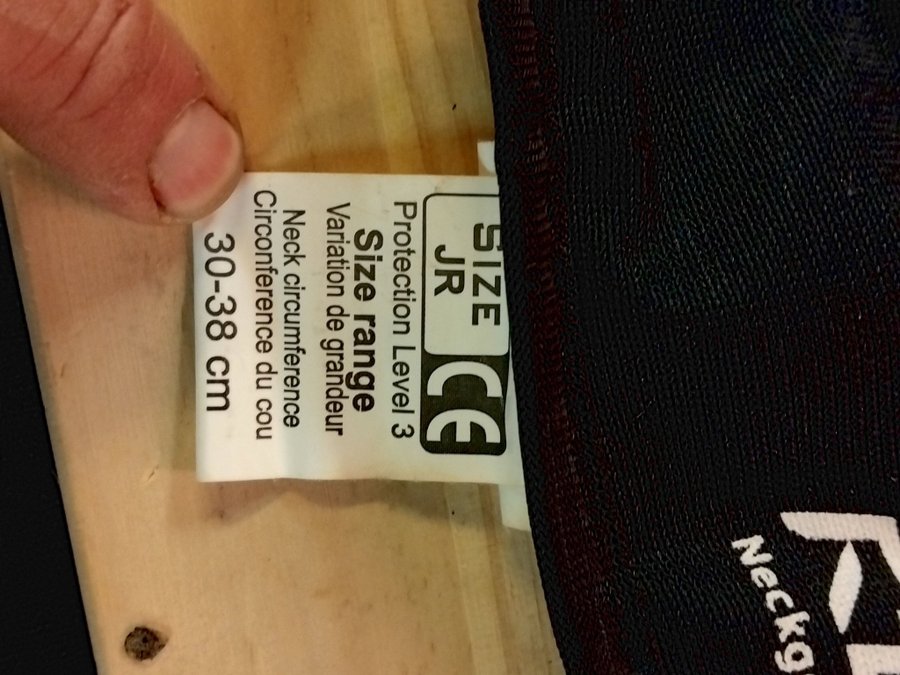 SIZE
JR
CE
Protection Level 3
Size range
Variation de grandeur
Neck circumference
Circonference du cou
30-38 cm